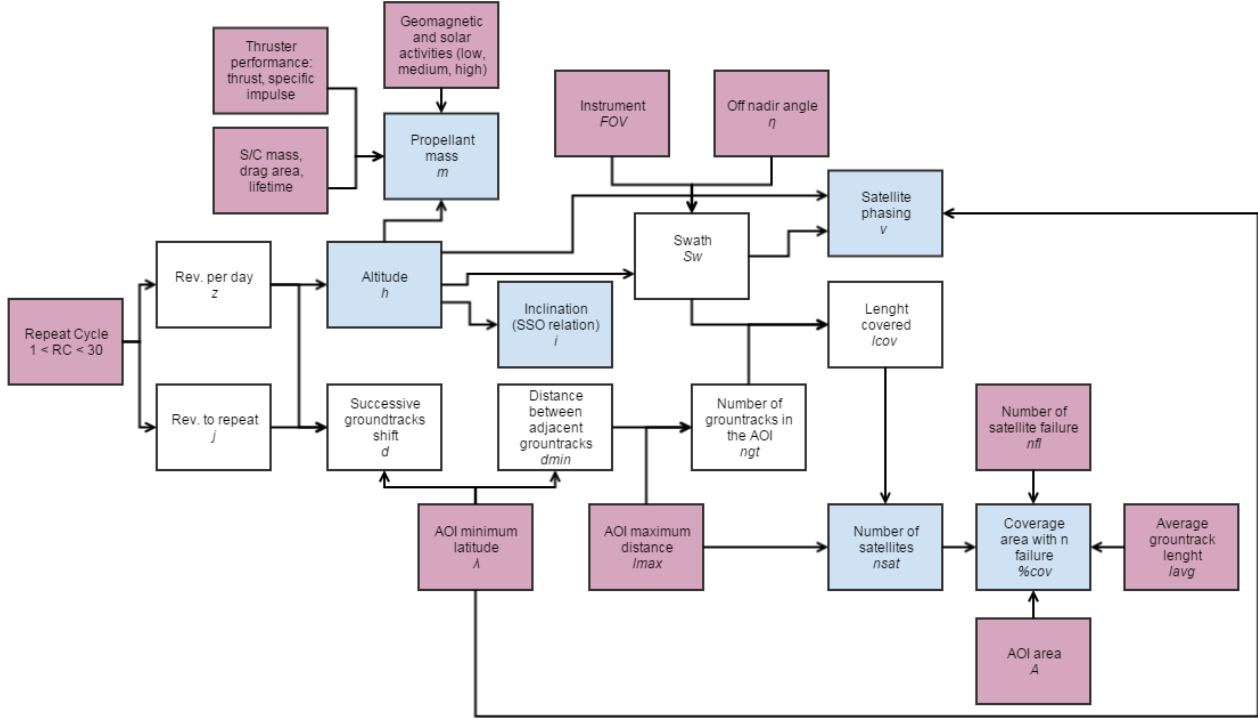 Geomagnetic
and solar
activities (low,
medium, high)
Thruster
performance:
thrust, specific
impulse
S/C mass,
drag area,
lifetime
Propellant
mass
m
Instrument
FOV
Off nadir angle
η
Satellite
phasing
ν
Swath
Sw
Rev. per day
z
Altitude
h
Inclination
(SSO relation)
i
Lenght
covered
lcov
Repeat Cycle
1 < RC < 30
Rev. to repeat
j
Successive
groundtracks
shift
d
Distance
between
adjacent
grountracks
dmin
Number of
grountracks in
the AOI
ngt
Number of
satellite failure
nfl
AOI minimum
latitude
λ
AOI maximum
distance
lmax
Number of
satellites
nsat
Coverage
area with n
failure
%cov
Average
grountrack
lenght
lavg
AOI area
A